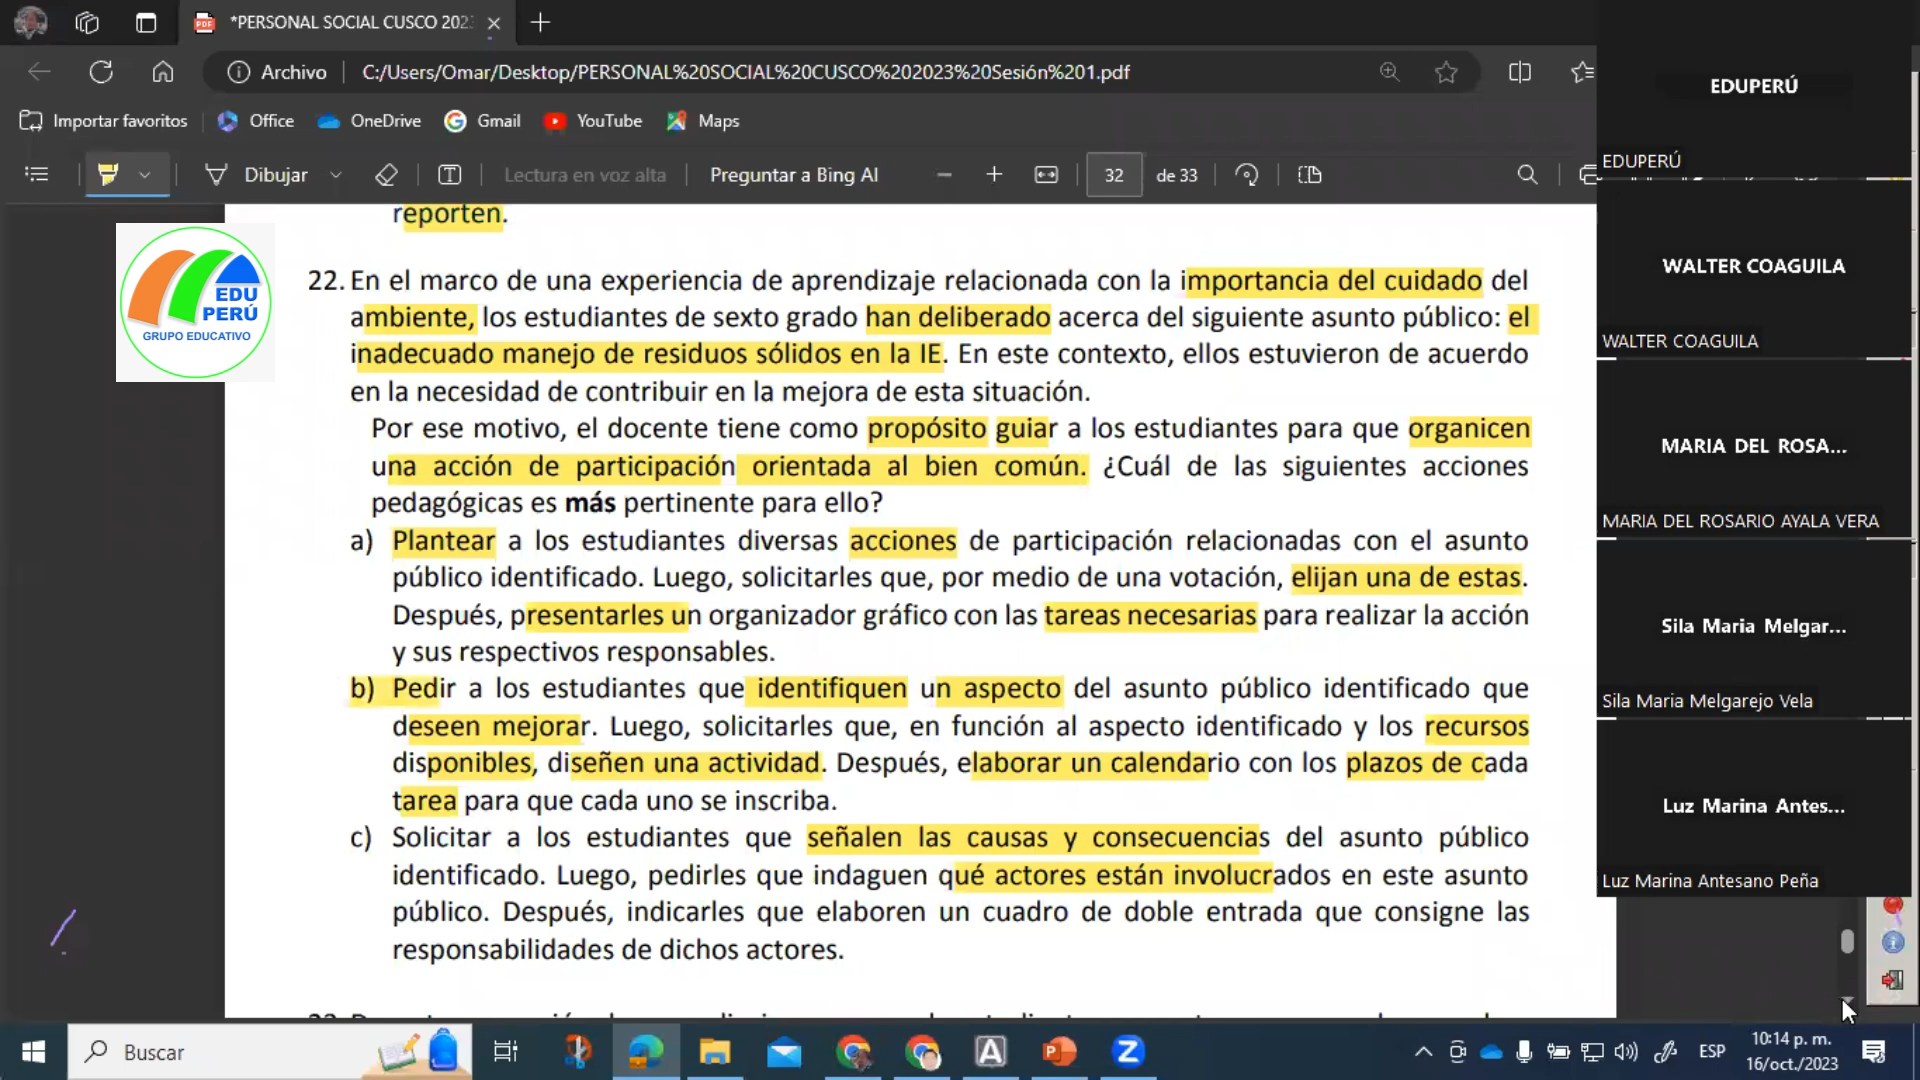 *PERSONAL SOCIAL CUSCO 202
Archivo
C:/Users/Omar/Desktop/PERSONAL%20SOCIAL%20CUSCO%202023%20Sesión%201.pdf
Importar favoritos
Office
OneDrive
Gmail
YouTube
Maps
Dibujar
Lectura en voz alta
Preguntar a Bing AI
32
de 33
reporten.
EDU
PERÚ
GRUPO EDUCATIVO
22. En el marco de una experiencia de aprendizaje relacionada con la importancia del cuidado del
ambiente, los estudiantes de sexto grado han deliberado acerca del siguiente asunto público: el
inadecuado manejo de residuos sólidos en la IE. En este contexto, ellos estuvieron de acuerdo
en la necesidad de contribuir en la mejora de esta situación.
Por ese motivo, el docente tiene como propósito guiar a los estudiantes para que organicen
una acción de participación orientada al bien común. ¿Cuál de las siguientes acciones
pedagógicas es más pertinente para ello?
a) Plantear a los estudiantes diversas acciones de participación relacionadas con el asunto
público identificado. Luego, solicitarles que, por medio de una votación, elijan una de estas.
Después, presentarles un organizador gráfico con las tareas necesarias para realizar la acción
y sus respectivos responsables.
b) Pedir a los estudiantes que identifiquen un aspecto del asunto público identificado que
deseen mejorar. Luego, solicitarles que, en función al aspecto identificado y los recursos
disponibles, diseñen una actividad. Después, elaborar un calendario con los plazos de cada
tarea para que cada uno se inscriba.
c) Solicitar a los estudiantes que señalen las causas y consecuencias del asunto público
identificado. Luego, pedirles que indaguen qué actores están involucrados en este asunto
público. Después, indicarles que elaboren un cuadro de doble entrada que consigne las
responsabilidades de dichos actores.
EDUPERÚ
EDUPERÚ
WALTER COAGUILA
WALTER COAGUILA
MARIA DEL ROSA...
MARIA DEL ROSARIO AYALA VERA
Sila Maria Melgar...
Sila Maria Melgarejo Vela
Luz Marina Antes...
Luz Marina Antesano Peña
Buscar
ESP
10:14 p. m.
16/oct./2023